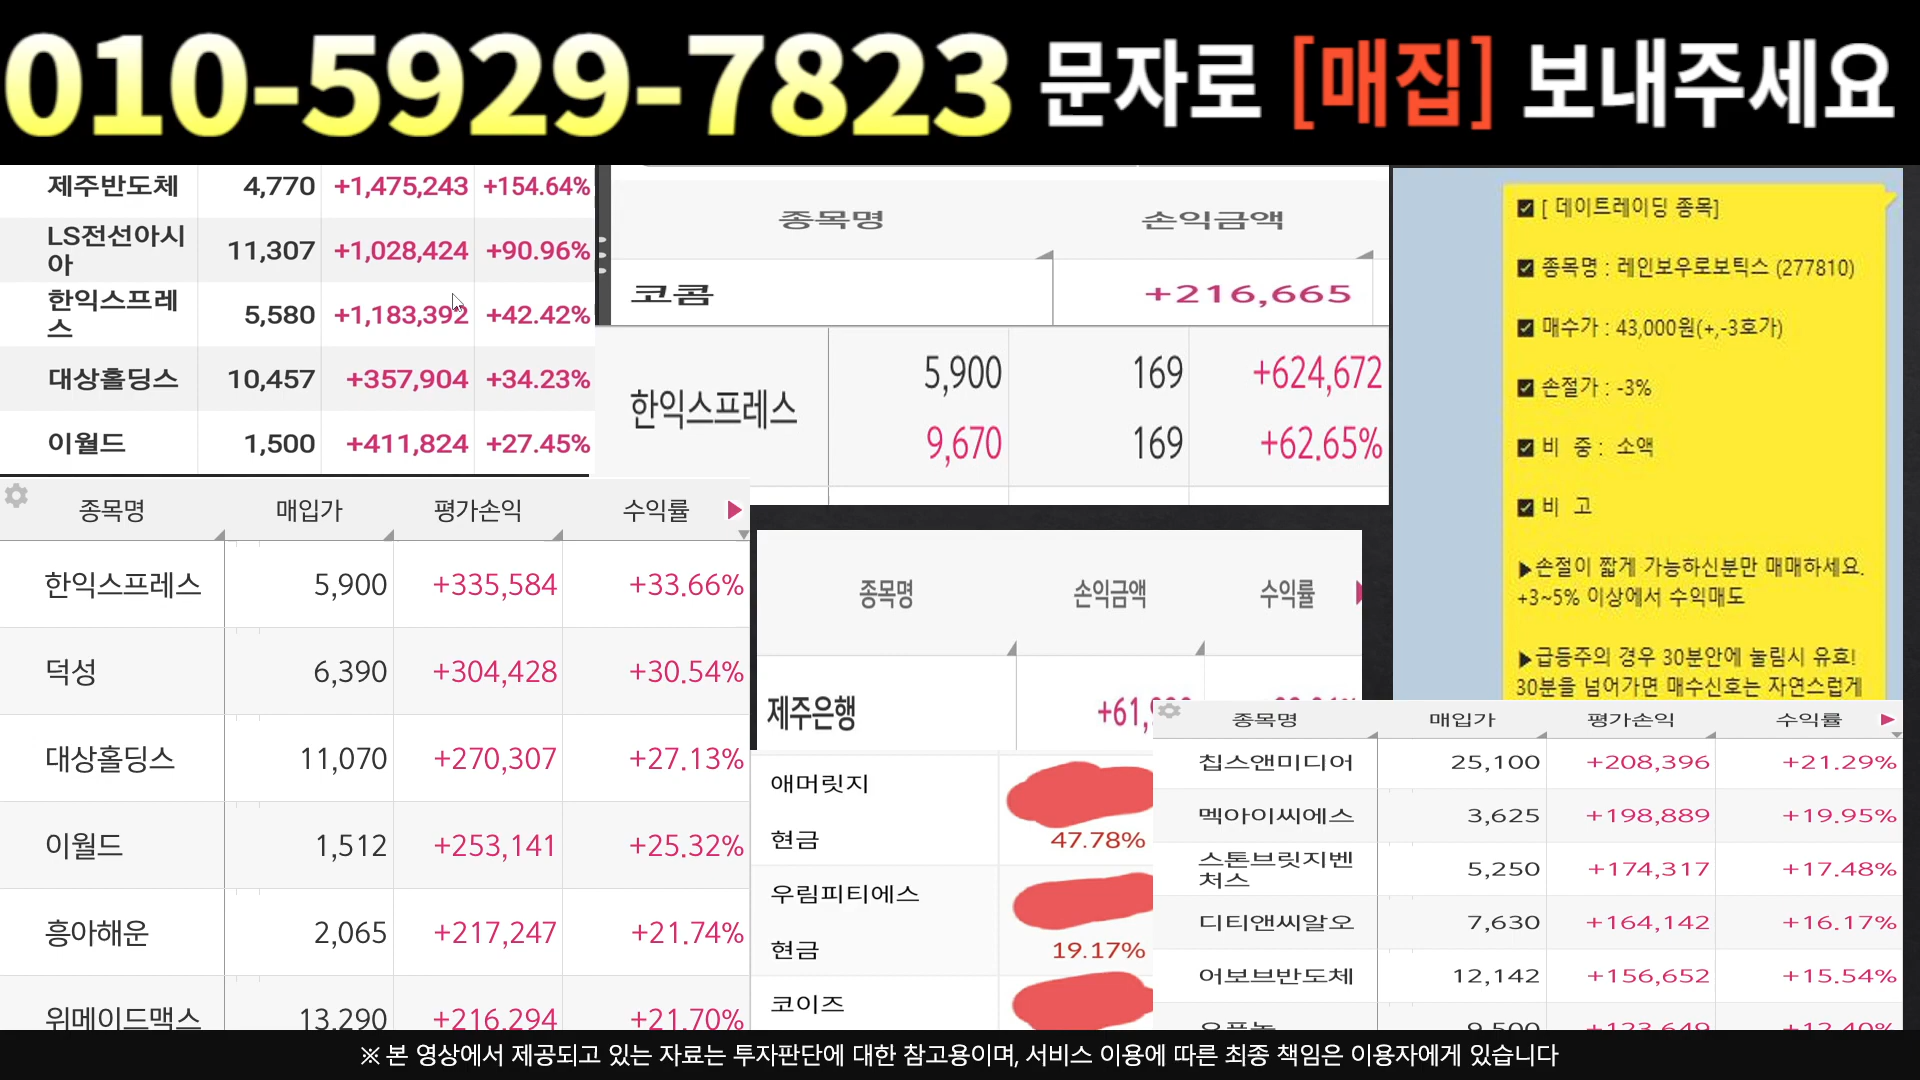 010-5929-7823 문자로 [매집] 보내주세요
제주반도체 4,770 +1,475,243 +154.64%
LS전선아시아 11,307 +1,028,424 +90.96%
한익스프레스 5,580 +1,183,392 +42.42%
대상홀딩스 10,457 +357,904 +34.23%
이월드 1,500 +411,824 +27.45%
종목명 손익금액
코콤 +216,665
한익스프레스 5,900 169 +624,672
9,670 169 +62.65%
[ 데이트레이딩 종목]
종목명 : 레인보우로보틱스 (277810)
매수가 : 43,000원(+,-3호가)
손절가 : -3%
비 중 : 소액
비 고
▶손절이 짧게 가능하신분만 매매하세요.
+3~5% 이상에서 수익매도
▶급등주의 경우 30분안에 눌림시 유효!
30분을 넘어가면 매수신호는 자연스럽게
종목명 매입가 평가손익 수익률
한익스프레스 5,900 +335,584 +33.66%
덕성 6,390 +304,428 +30.54%
대상홀딩스 11,070 +270,307 +27.13%
이월드 1,512 +253,141 +25.32%
흥아해운 2,065 +217,247 +21.74%
위메이드맥스 13,290 +216,294 +21.70%
종목명 손익금액 수익률
제주은행
애머릿지
현금 47.78%
우림피티에스
현금 19.17%
코이즈
종목명 매입가 평가손익 수익률
칩스앤미디어 25,100 +208,396 +21.29%
멕아이씨에스 3,625 +198,889 +19.95%
스톤브릿지벤처스 5,250 +174,317 +17.48%
디티앤씨알오 7,630 +164,142 +16.17%
어보브반도체 12,142 +156,652 +15.54%
※ 본 영상에서 제공되고 있는 자료는 투자판단에 대한 참고용이며, 서비스 이용에 따른 최종 책임은 이용자에게 있습니다